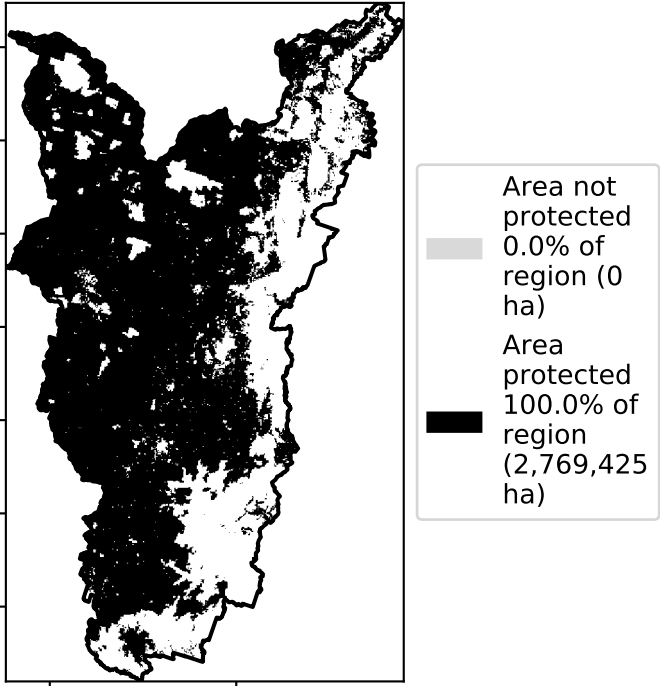 Area not
protected
0.0% of
region (0
ha)
Area
protected
100.0% of
region
(2,769,425
ha)